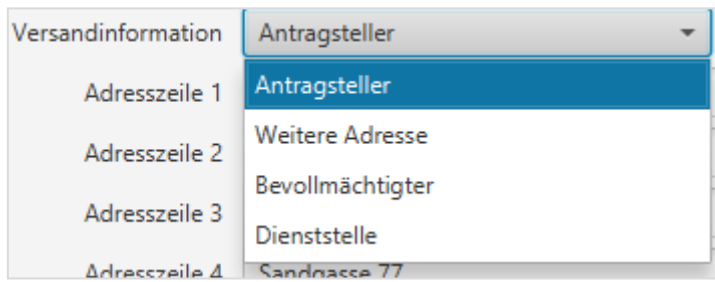 Versandinformation Antragsteller
Adresszeile 1 Antragsteller
Weitere Adresse
Adresszeile 2
Bevollmächtigter
Adresszeile 3
Dienststelle
Adresszeile 4 Sandgasse 77